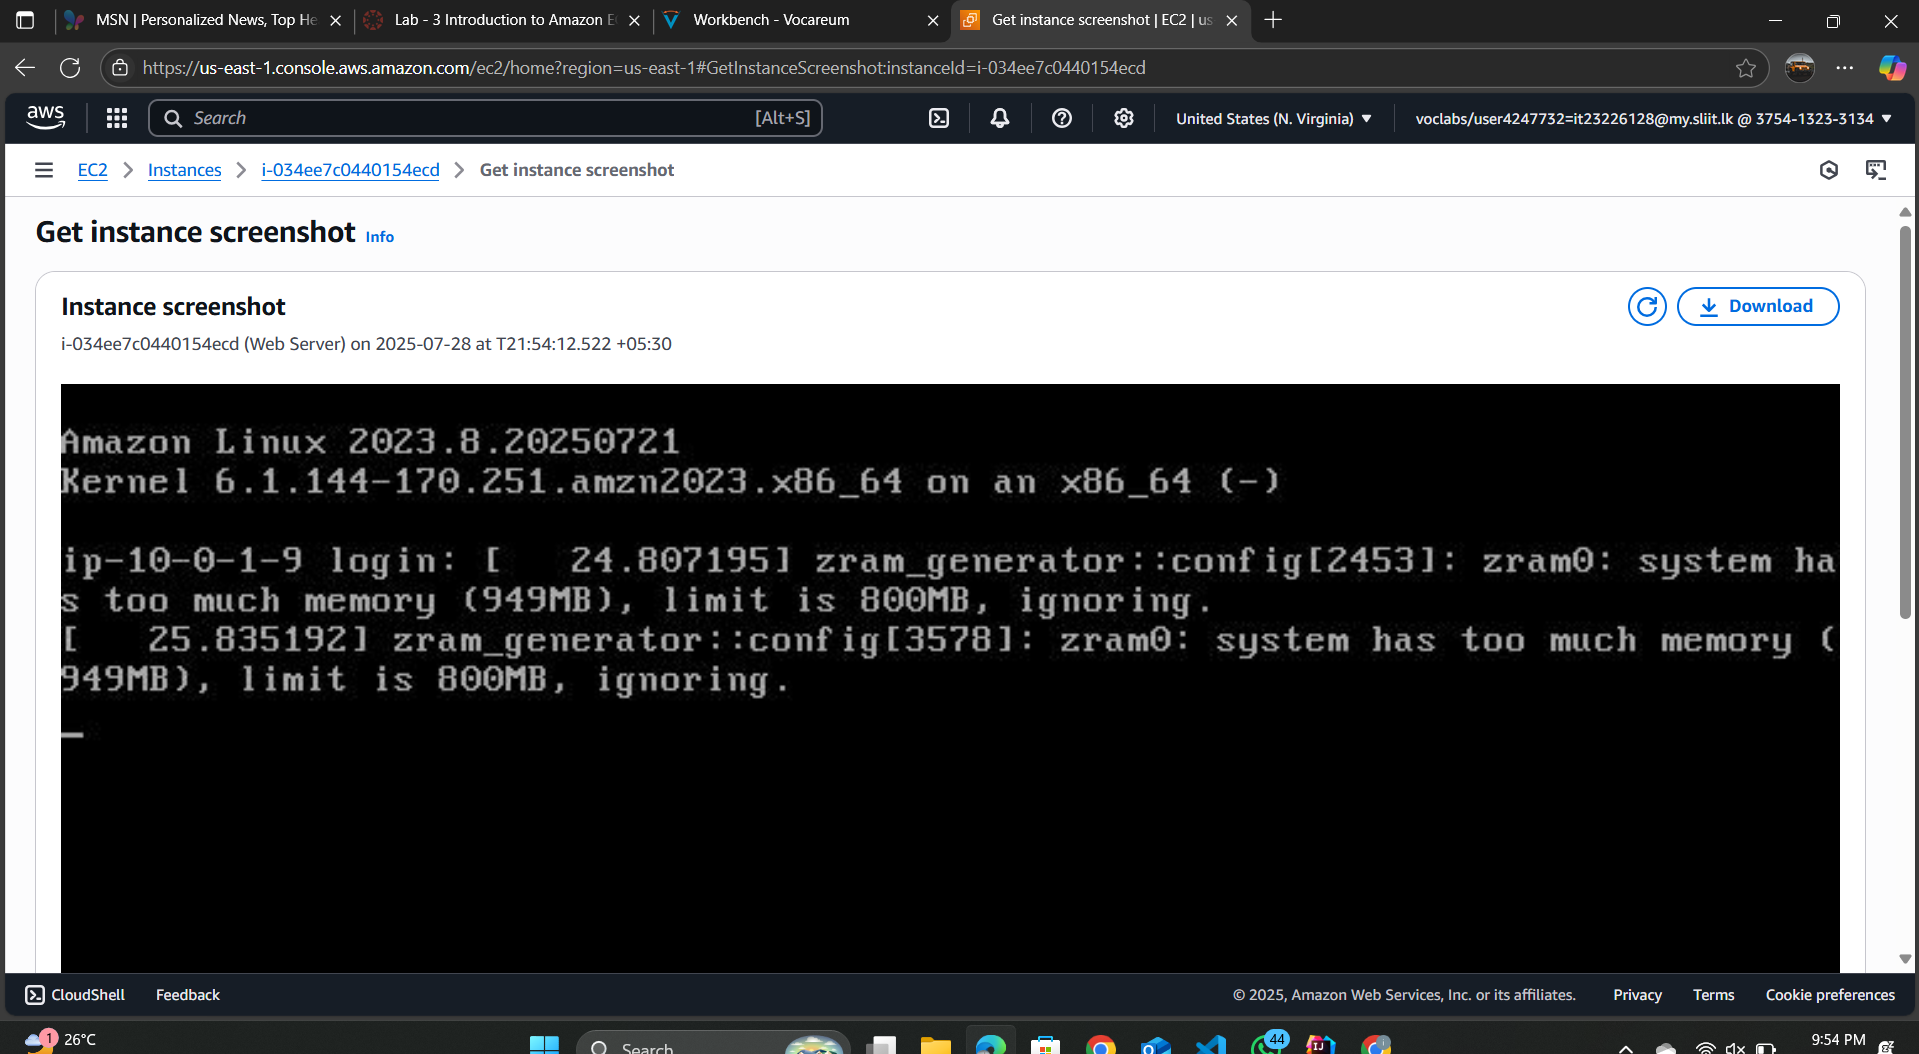 MSN | Personalized News, Top He
Lab - 3 Introduction to Amazon E
Workbench - Vocareum
Get instance screenshot | EC2 | us
https://us-east-1.console.aws.amazon.com/ec2/home?region=us-east-1#GetInstanceScreenshot:instanceId=i-034ee7c0440154ecd
aws
Search
[Alt+S]
United States (N. Virginia)
voclabs/user4247732=it23226128@my.sliit.lk @ 3754-1323-3134
EC2
Instances
i-034ee7c0440154ecd
Get instance screenshot
Get instance screenshot Info
Instance screenshot
Download
i-034ee7c0440154ecd (Web Server) on 2025-07-28 at T21:54:12.522 +05:30
Amazon Linux 2023.8.20250721
Kernel 6.1.144-170.251.amzn2023.x86_64 on an x86_64 (-)
ip-10-0-1-9 login: [   24.807195] zram_generator::config[2453]: zram0: system ha
s too much memory (949MB), limit is 800MB, ignoring.
[   25.835192] zram_generator::config[3578]: zram0: system has too much memory (
949MB), limit is 800MB, ignoring.
CloudShell
Feedback
© 2025, Amazon Web Services, Inc. or its affiliates.
Privacy
Terms
Cookie preferences
1
26°C
Search
44
9:54 PM